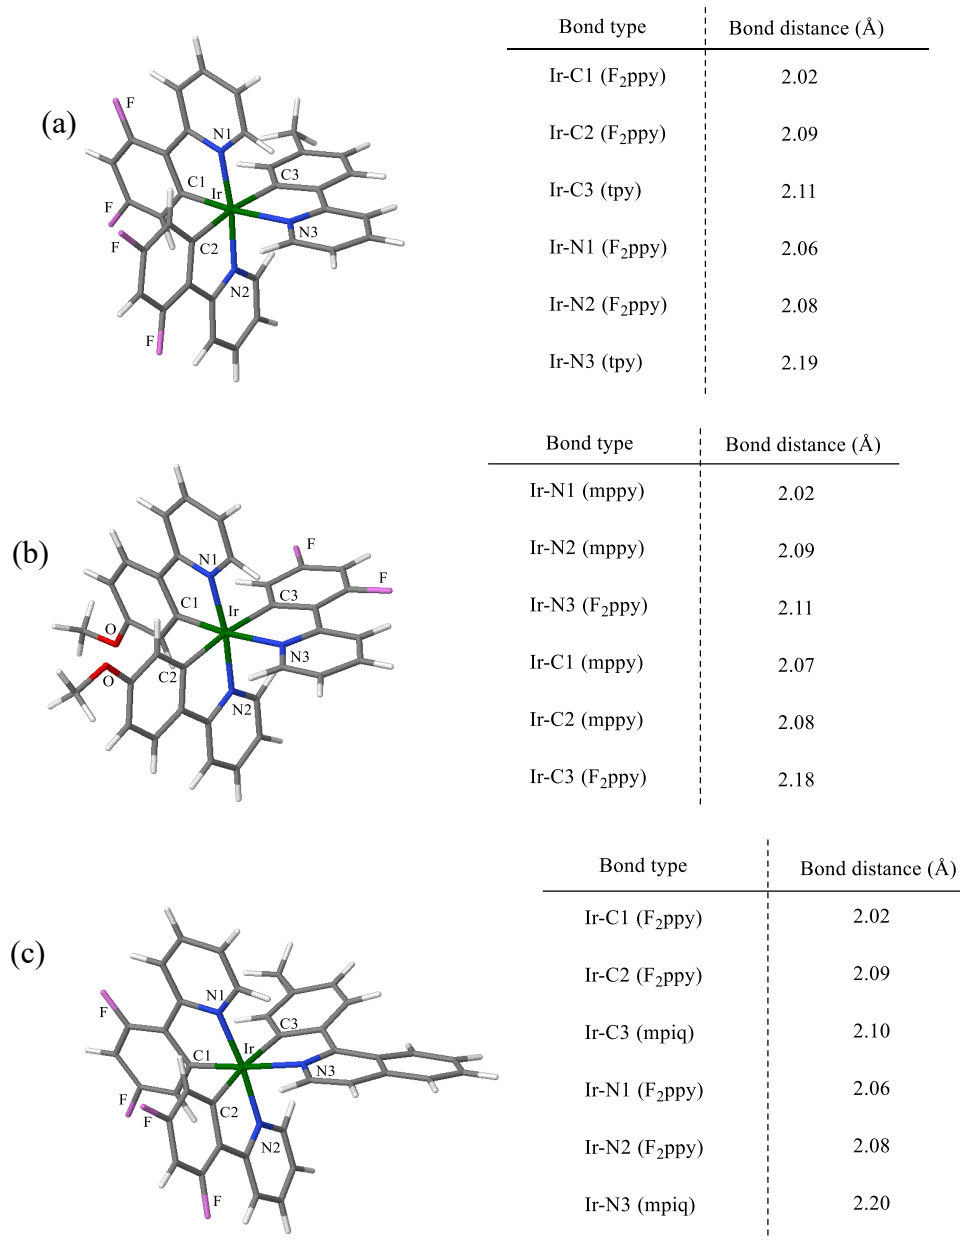 (a)
F
N1
C3
C1
Ir
F
F
N3
C2
N2
F
Bond type Bond distance (Å)
Ir-C1 (F₂ppy) 2.02
Ir-C2 (F₂ppy) 2.09
Ir-C3 (tpy) 2.11
Ir-N1 (F₂ppy) 2.06
Ir-N2 (F₂ppy) 2.08
Ir-N3 (tpy) 2.19
(b)
F
N1
F
C3
C1
Ir
O
N3
O
C2
N2
Bond type Bond distance (Å)
Ir-N1 (mppy) 2.02
Ir-N2 (mppy) 2.09
Ir-N3 (F₂ppy) 2.11
Ir-C1 (mppy) 2.07
Ir-C2 (mppy) 2.08
Ir-C3 (F₂ppy) 2.18
(c)
N1
F
C3
Ir
C1
N3
F
F
C2
N2
F
Bond type Bond distance (Å)
Ir-C1 (F₂ppy) 2.02
Ir-C2 (F₂ppy) 2.09
Ir-C3 (mpiq) 2.10
Ir-N1 (F₂ppy) 2.06
Ir-N2 (F₂ppy) 2.08
Ir-N3 (mpiq) 2.20